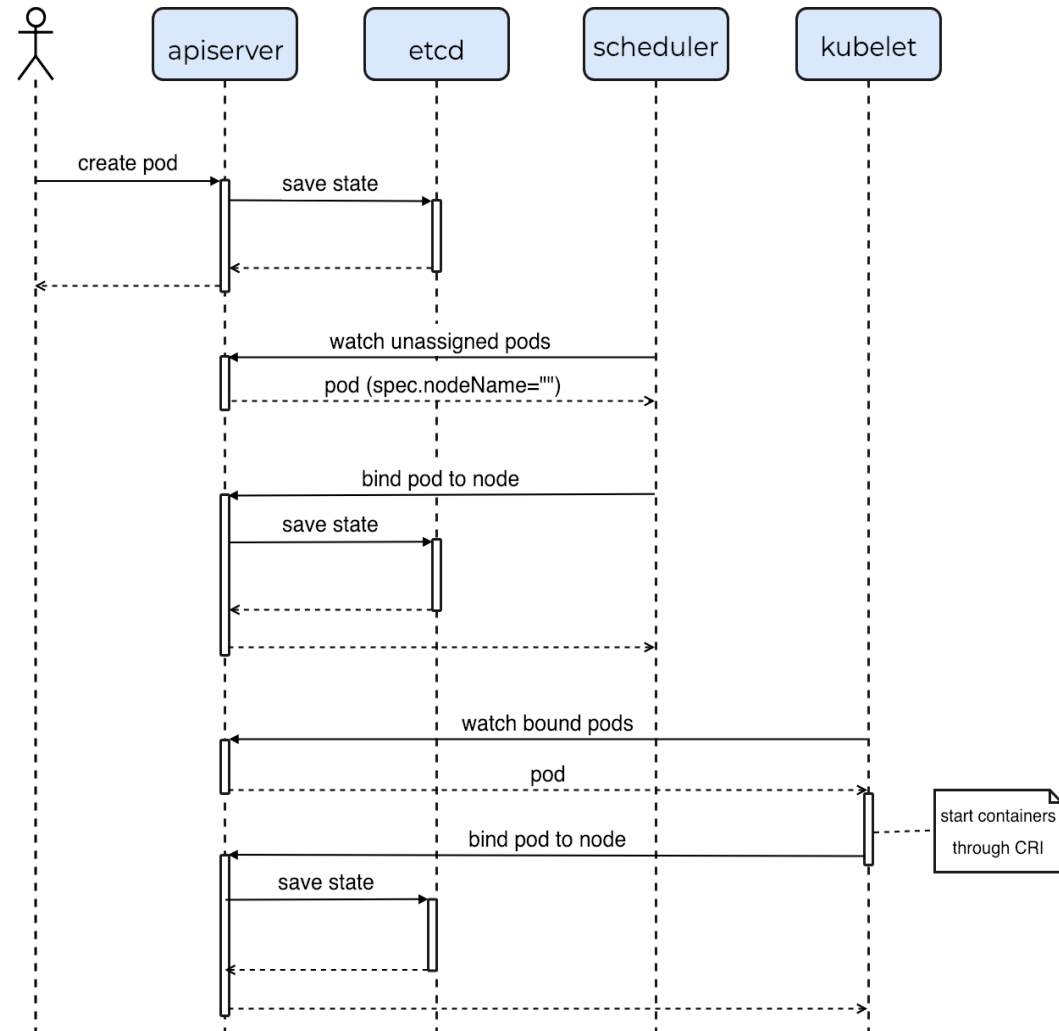 apiserver
etcd
scheduler
kubelet
create pod
save state
watch unassigned pods
pod (spec.nodeName="")
bind pod to node
save state
watch bound pods
pod
start containers
through CRI
bind pod to node
save state